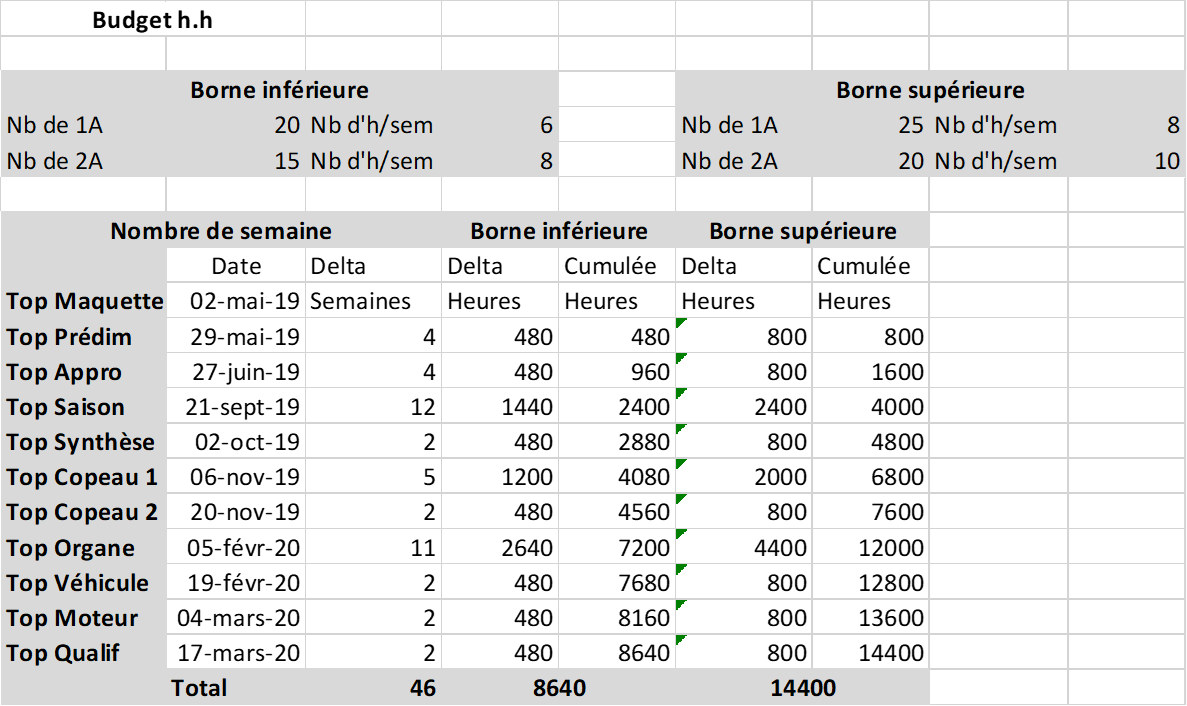 Budget h.h
Borne inférieure Borne supérieure
Nb de 1A 20 Nb d'h/sem 6 Nb de 1A 25 Nb d'h/sem 8
Nb de 2A 15 Nb d'h/sem 8 Nb de 2A 20 Nb d'h/sem 10
Nombre de semaine Borne inférieure Borne supérieure
Date Delta Delta Cumulée Delta Cumulée
Top Maquette 02-mai-19 Semaines Heures Heures Heures Heures
Top Prédim 29-mai-19 4 480 480 800 800
Top Appro 27-juin-19 4 480 960 800 1600
Top Saison 21-sept-19 12 1440 2400 2400 4000
Top Synthèse 02-oct-19 2 480 2880 800 4800
Top Copeau 1 06-nov-19 5 1200 4080 2000 6800
Top Copeau 2 20-nov-19 2 480 4560 800 7600
Top Organe 05-févr-20 11 2640 7200 4400 12000
Top Véhicule 19-févr-20 2 480 7680 800 12800
Top Moteur 04-mars-20 2 480 8160 800 13600
Top Qualif 17-mars-20 2 480 8640 800 14400
Total 46 8640 14400